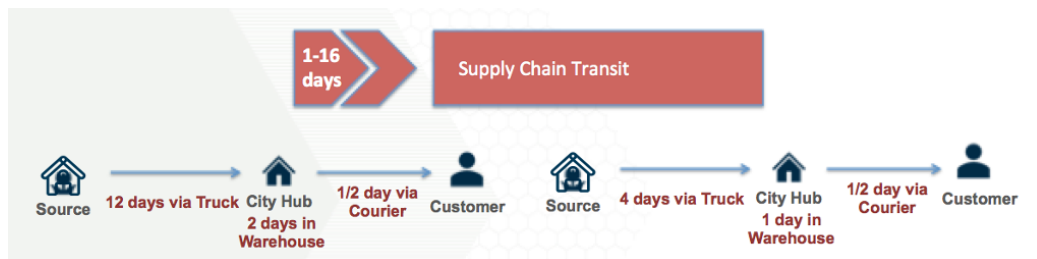 1-16
days
Supply Chain Transit
Source
12 days via Truck
City Hub
2 days in
Warehouse
1/2 day via
Courier
Customer
Source
4 days via Truck
City Hub
1 day in
Warehouse
1/2 day via
Courier
Customer